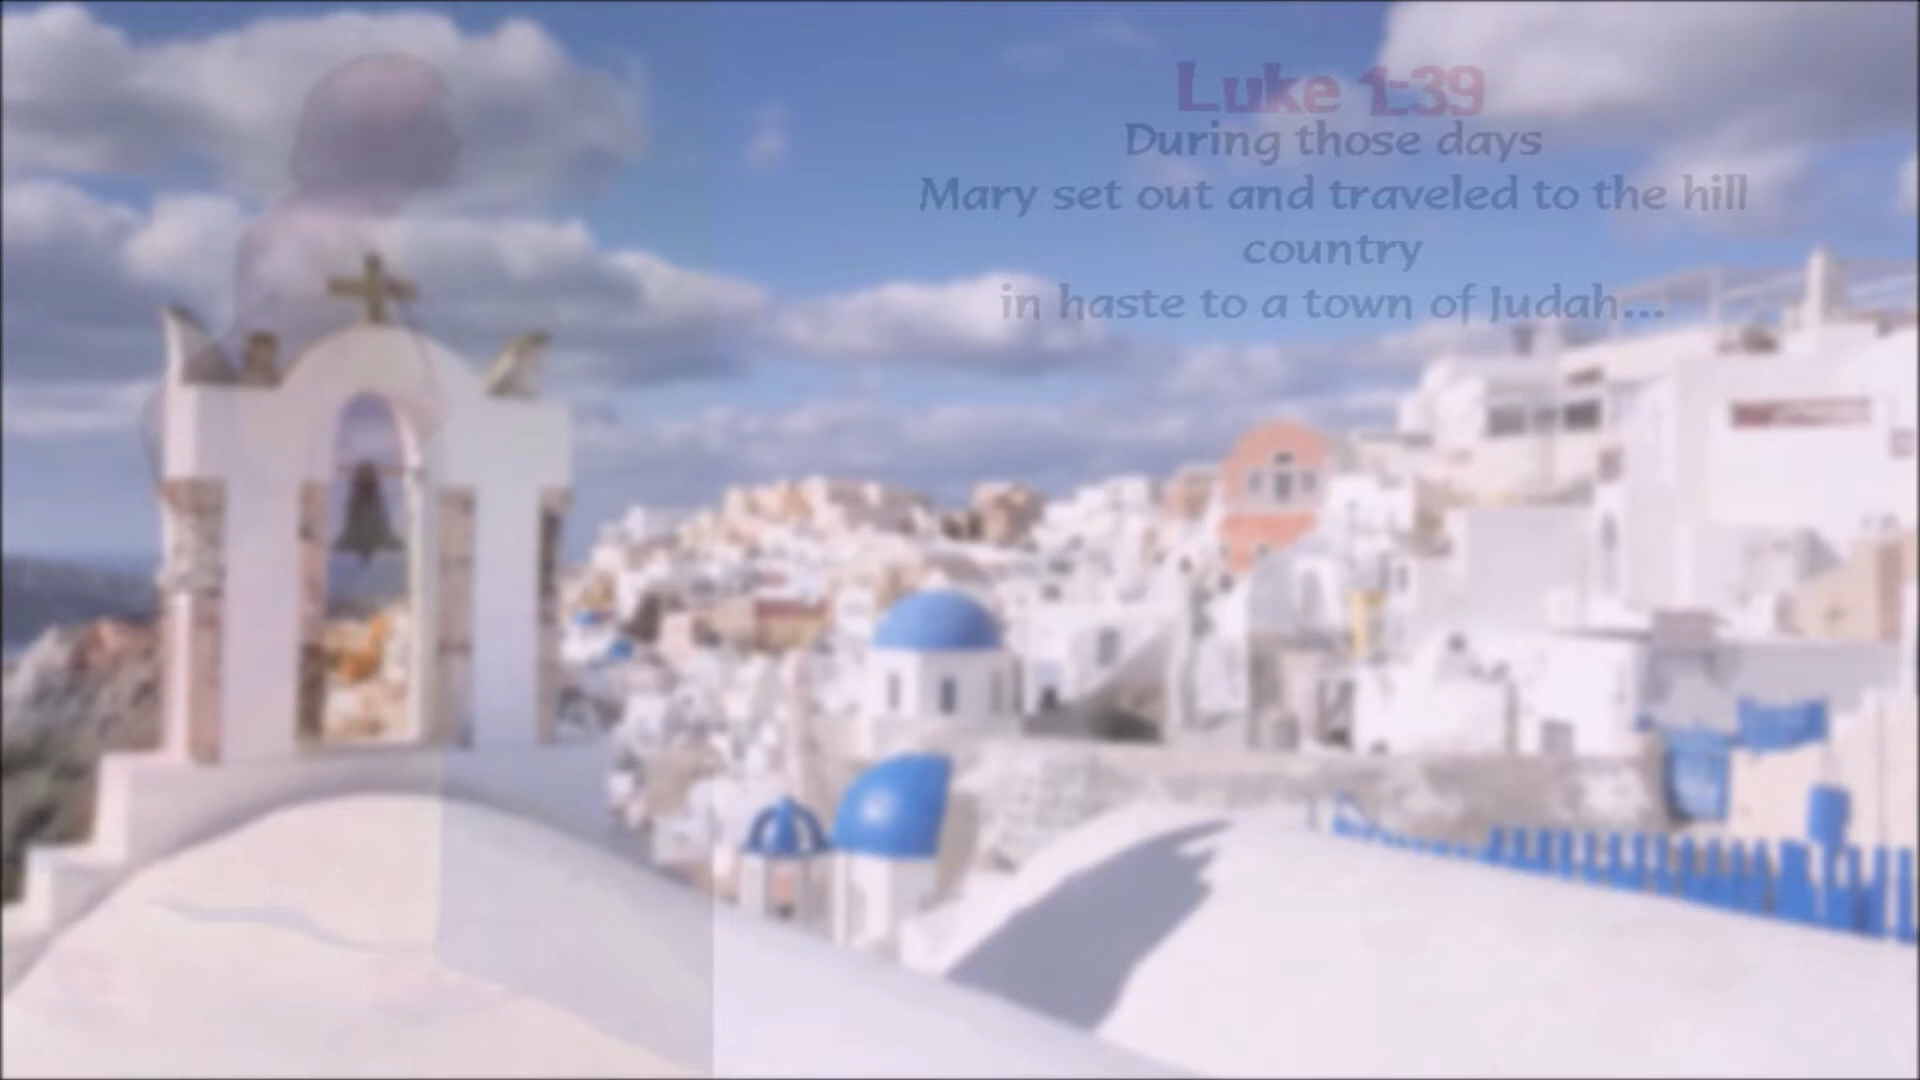 Luke 1:39
During those days
Mary set out and traveled to the hill
country
in haste to a town of Judah...